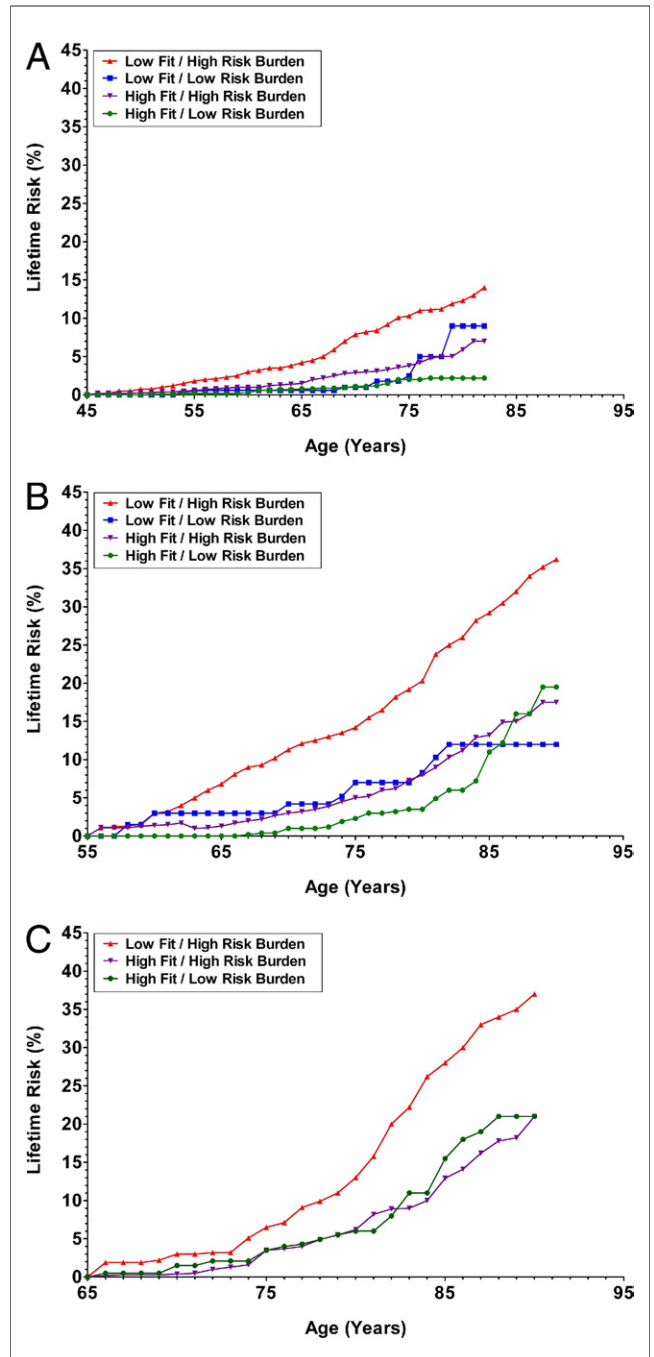 A
45
40
35
30
25
20
15
10
5
0
Lifetime Risk (%)
Low Fit / High Risk Burden
Low Fit / Low Risk Burden
High Fit / High Risk Burden
High Fit / Low Risk Burden
45 55 65 75 85 95
Age (Years)
B
45
40
35
30
25
20
15
10
5
0
Lifetime Risk (%)
Low Fit / High Risk Burden
Low Fit / Low Risk Burden
High Fit / High Risk Burden
High Fit / Low Risk Burden
55 65 75 85 95
Age (Years)
C
45
40
35
30
25
20
15
10
5
0
Lifetime Risk (%)
Low Fit / High Risk Burden
High Fit / High Risk Burden
High Fit / Low Risk Burden
65 75 85 95
Age (Years)